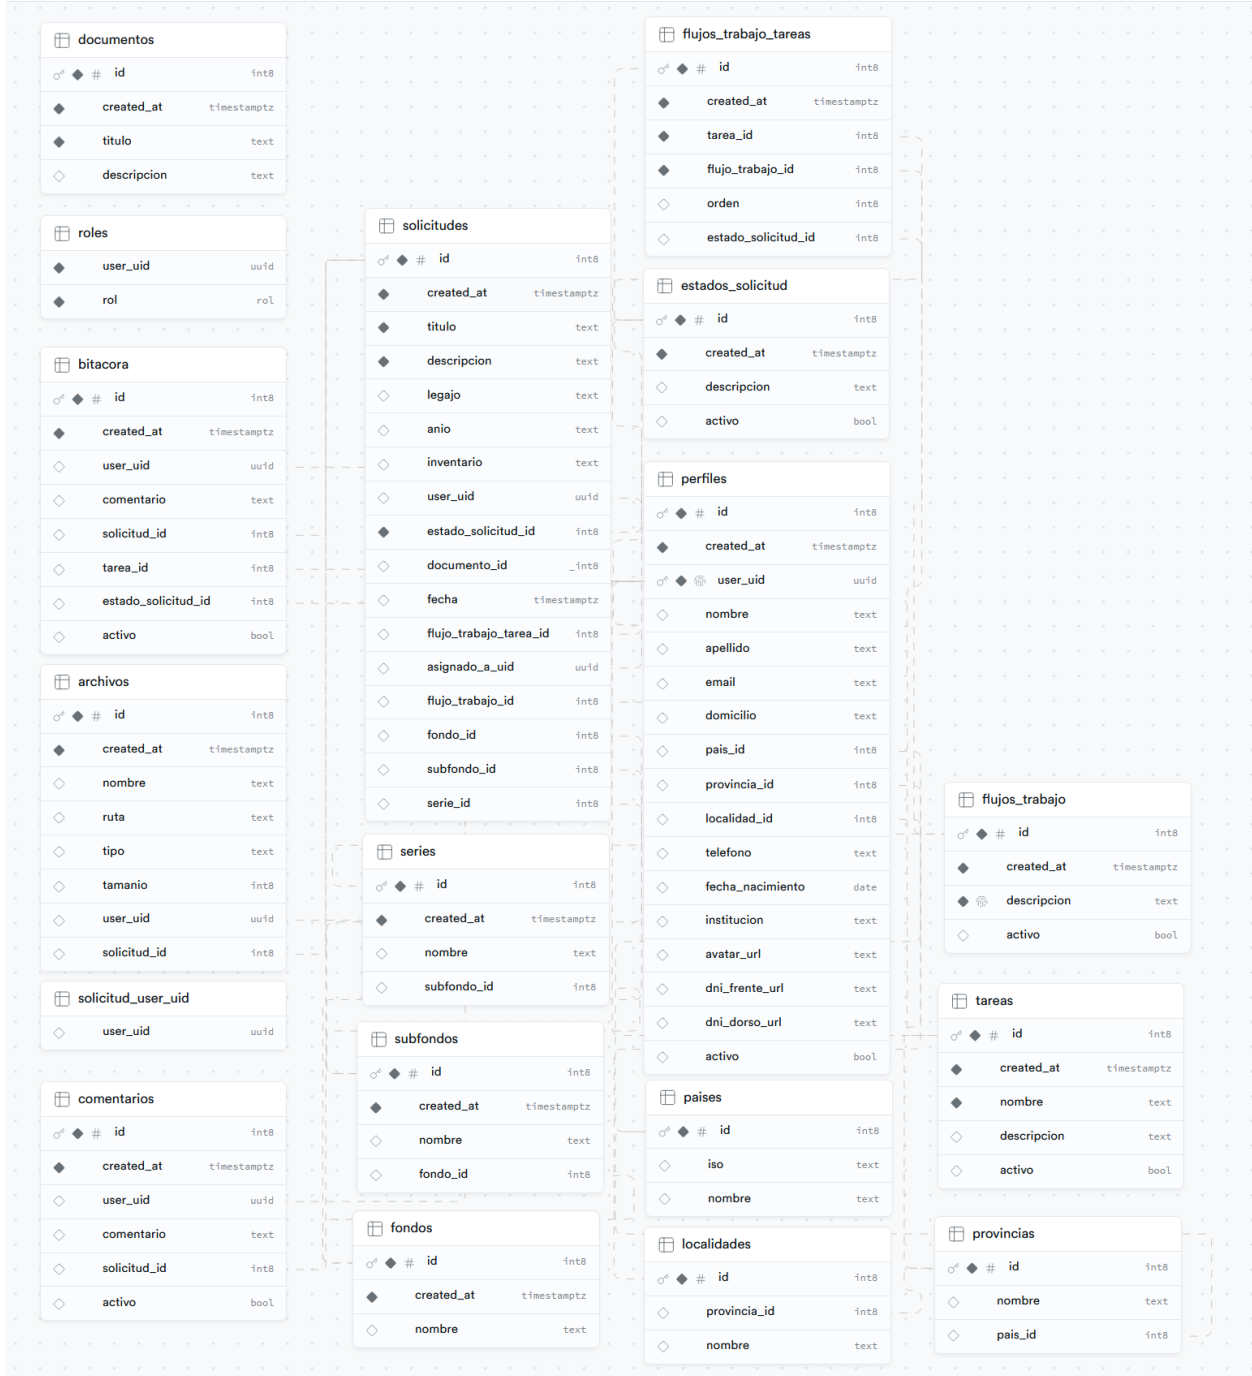 documentos
id int8
created_at timestamptz
titulo text
descripcion text
roles
user_uid uuid
rol rol
bitacora
id int8
created_at timestamptz
user_uid uuid
comentario text
solicitud_id int8
tarea_id int8
estado_solicitud_id int8
activo bool
archivos
id int8
created_at timestamptz
nombre text
ruta text
tipo text
tamanio int8
user_uid uuid
solicitud_id int8
solicitud_user_uid
user_uid uuid
comentarios
id int8
created_at timestamptz
user_uid uuid
comentario text
solicitud_id int8
activo bool
solicitudes
id int8
created_at timestamptz
titulo text
descripcion text
legajo text
anio text
inventario text
user_uid uuid
estado_solicitud_id int8
documento_id _int8
fecha timestamptz
flujo_trabajo_tarea_id int8
asignado_a_uid uuid
flujo_trabajo_id int8
fondo_id int8
subfondo_id int8
serie_id int8
series
id int8
created_at timestamptz
nombre text
subfondo_id int8
subfondos
id int8
created_at timestamptz
nombre text
fondo_id int8
fondos
id int8
created_at timestamptz
nombre text
flujos_trabajo_tareas
id int8
created_at timestamptz
tarea_id int8
flujo_trabajo_id int8
orden int8
estado_solicitud_id int8
estados_solicitud
id int8
created_at timestamptz
descripcion text
activo bool
perfiles
id int8
created_at timestamptz
user_uid uuid
nombre text
apellido text
email text
domicilio text
pais_id int8
provincia_id int8
localidad_id int8
telefono text
fecha_nacimiento date
institucion text
avatar_url text
dni_frente_url text
dni_dorso_url text
activo bool
paises
id int8
iso text
nombre text
localidades
id int8
provincia_id int8
nombre text
flujos_trabajo
id int8
created_at timestamptz
descripcion text
activo bool
tareas
id int8
created_at timestamptz
nombre text
descripcion text
activo bool
provincias
id int8
nombre text
pais_id int8